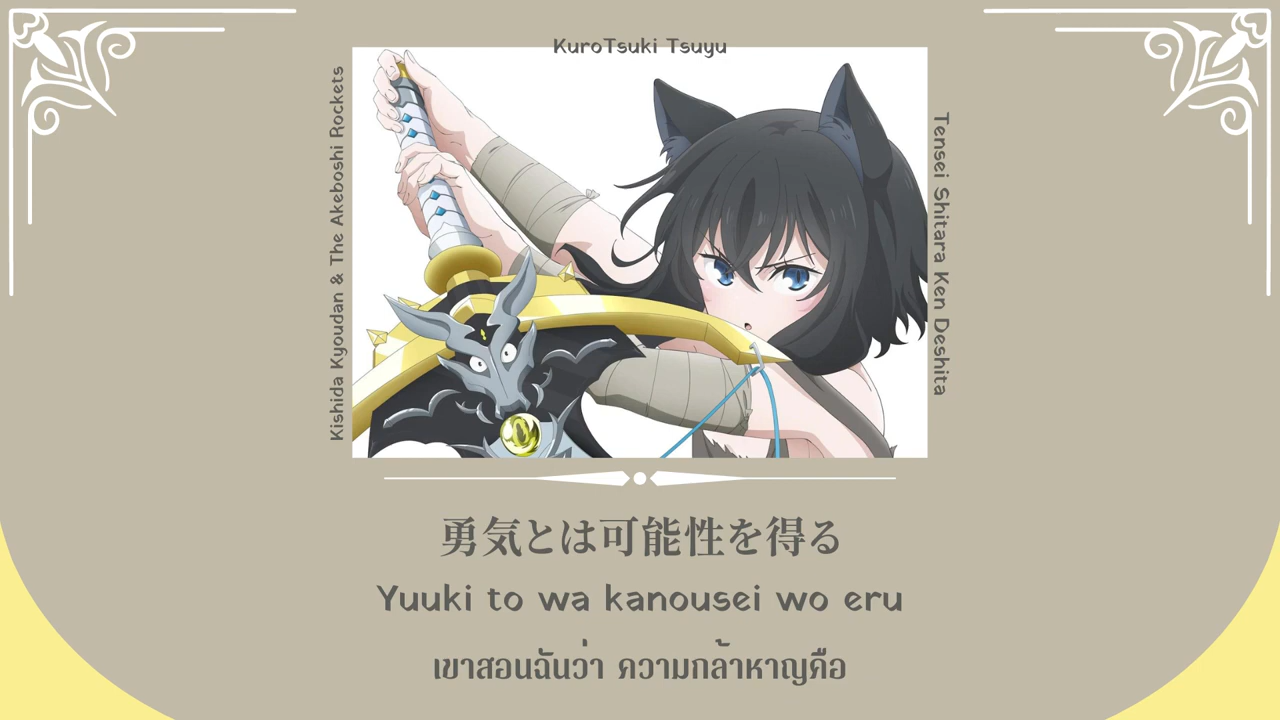 KuroTsuki Tsuyu
Kishida Kyoudan & The Akeboshi Rockets
Tensei Shitara Ken Deshita
勇気とは可能性を得る
Yuuki to wa kanousei wo eru
เขาสอนฉันว่า ความกล้าหาญคือ